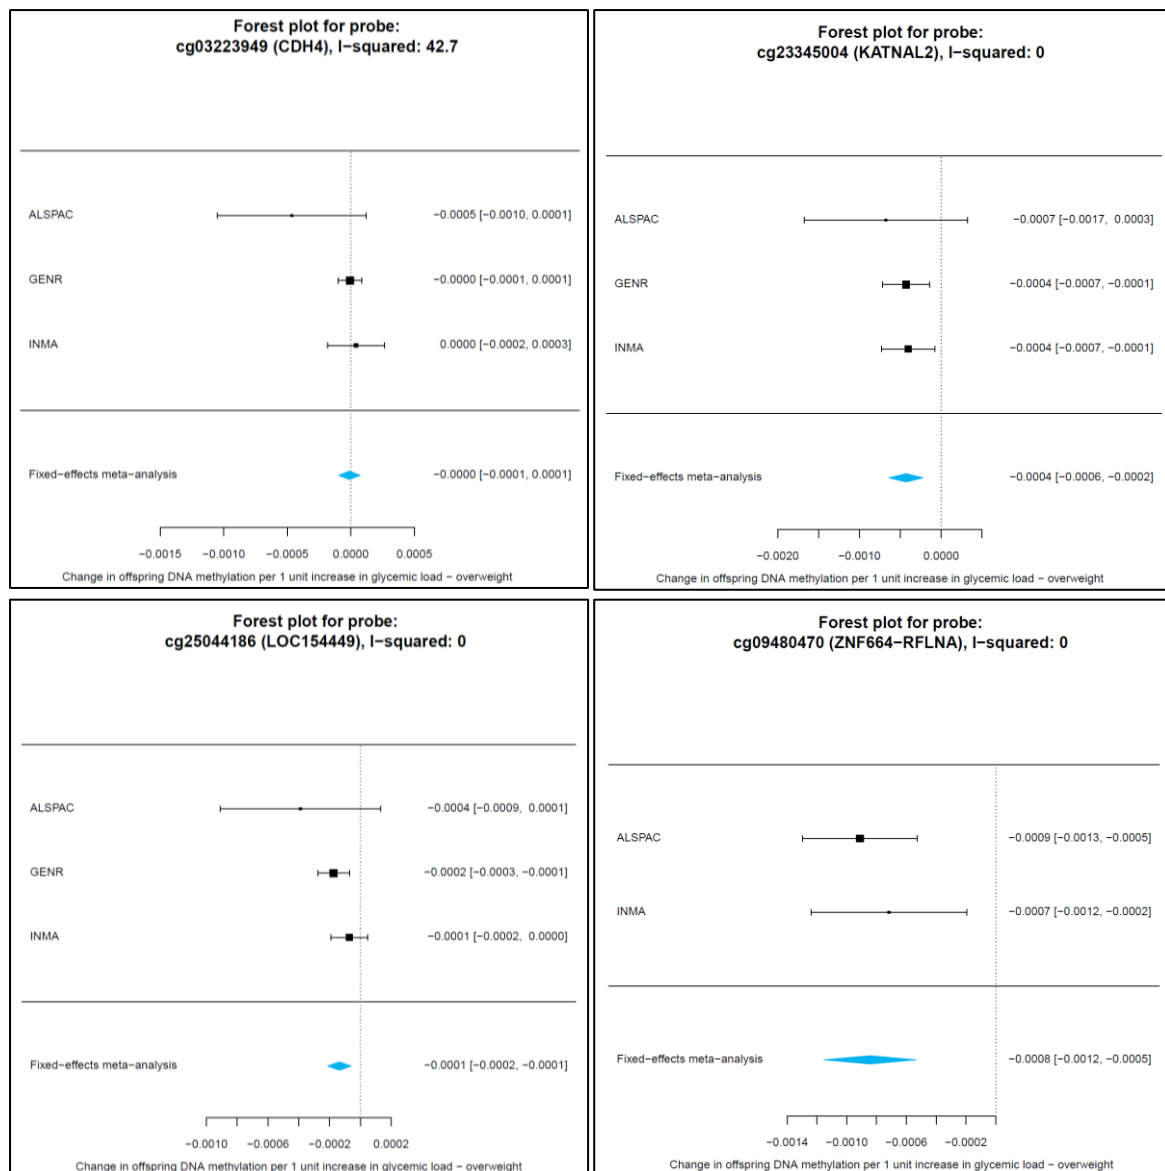 Forest plot for probe:
cg03223949 (CDH4), I−squared: 42.7
ALSPAC −0.0005 [−0.0010, 0.0001]
GENR −0.0000 [−0.0001, 0.0001]
INMA 0.0000 [−0.0002, 0.0003]
Fixed−effects meta−analysis −0.0000 [−0.0001, 0.0001]
−0.0015 −0.0010 −0.0005 0.0000 0.0005
Change in offspring DNA methylation per 1 unit increase in glycemic load − overweight
Forest plot for probe:
cg23345004 (KATNAL2), I−squared: 0
ALSPAC −0.0007 [−0.0017, 0.0003]
GENR −0.0004 [−0.0007, −0.0001]
INMA −0.0004 [−0.0007, −0.0001]
Fixed−effects meta−analysis −0.0004 [−0.0006, −0.0002]
−0.0020 −0.0010 0.0000
Change in offspring DNA methylation per 1 unit increase in glycemic load − overweight
Forest plot for probe:
cg25044186 (LOC154449), I−squared: 0
ALSPAC −0.0004 [−0.0009, 0.0001]
GENR −0.0002 [−0.0003, −0.0001]
INMA −0.0001 [−0.0002, 0.0000]
Fixed−effects meta−analysis −0.0001 [−0.0002, −0.0001]
−0.0010 −0.0006 −0.0002 0.0002
Change in offspring DNA methylation per 1 unit increase in glycemic load − overweight
Forest plot for probe:
cg09480470 (ZNF664−RFLNA), I−squared: 0
ALSPAC −0.0009 [−0.0013, −0.0005]
INMA −0.0007 [−0.0012, −0.0002]
Fixed−effects meta−analysis −0.0008 [−0.0012, −0.0005]
−0.0014 −0.0010 −0.0006 −0.0002
Change in offspring DNA methylation per 1 unit increase in glycemic load − overweight